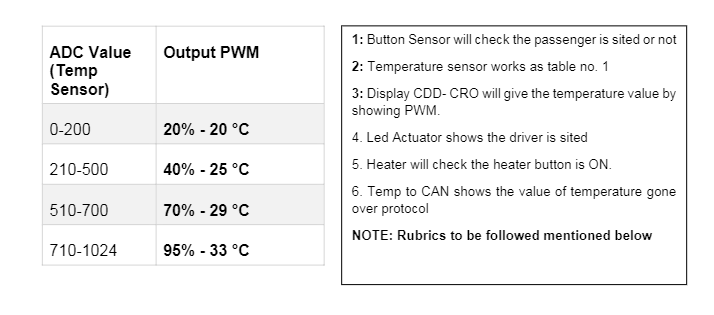 ADC Value
(Temp
Sensor)
Output PWM
0-200
20% - 20 °C
210-500
40% - 25 °C
510-700
70% - 29 °C
710-1024
95% - 33 °C
1: Button Sensor will check the passenger is sited or not
2: Temperature sensor works as table no. 1
3: Display CDD- CRO will give the temperature value by
showing PWM.
4. Led Actuator shows the driver is sited
5. Heater will check the heater button is ON.
6. Temp to CAN shows the value of temperature gone
over protocol
NOTE: Rubrics to be followed mentioned below